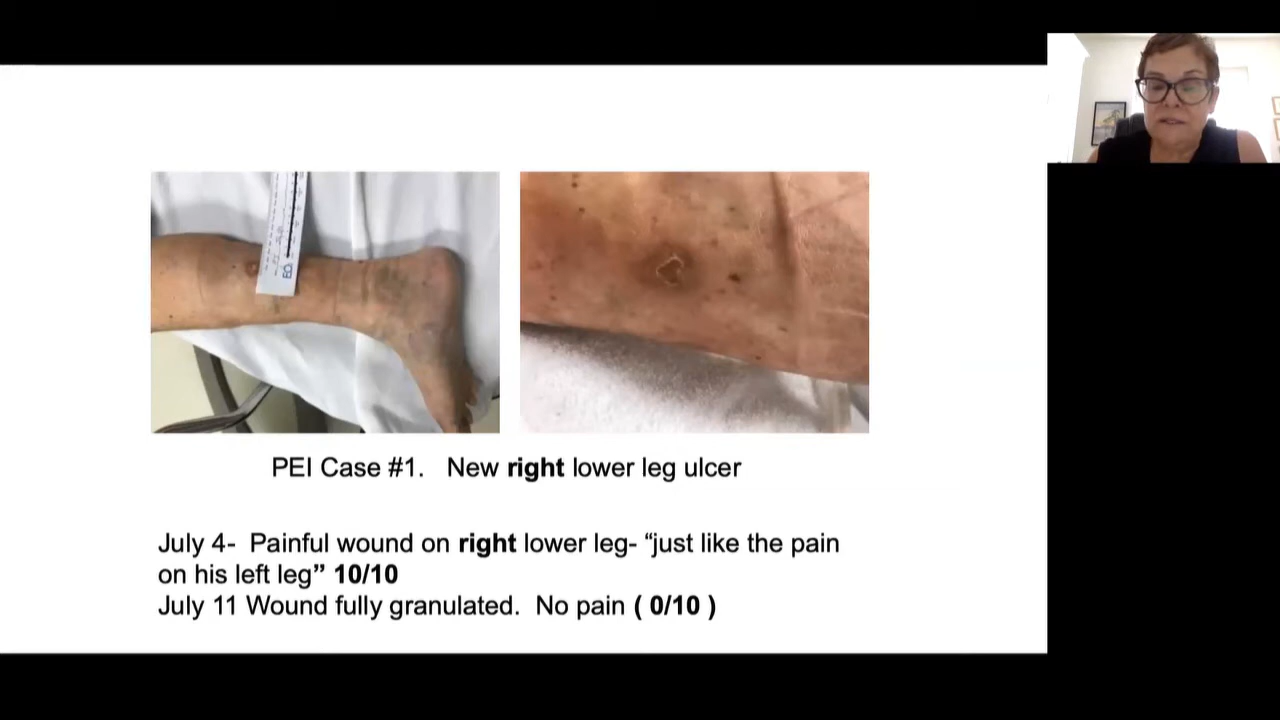 PEI Case #1. New right lower leg ulcer
July 4- Painful wound on right lower leg- “just like the pain
on his left leg” 10/10
July 11 Wound fully granulated. No pain ( 0/10 )